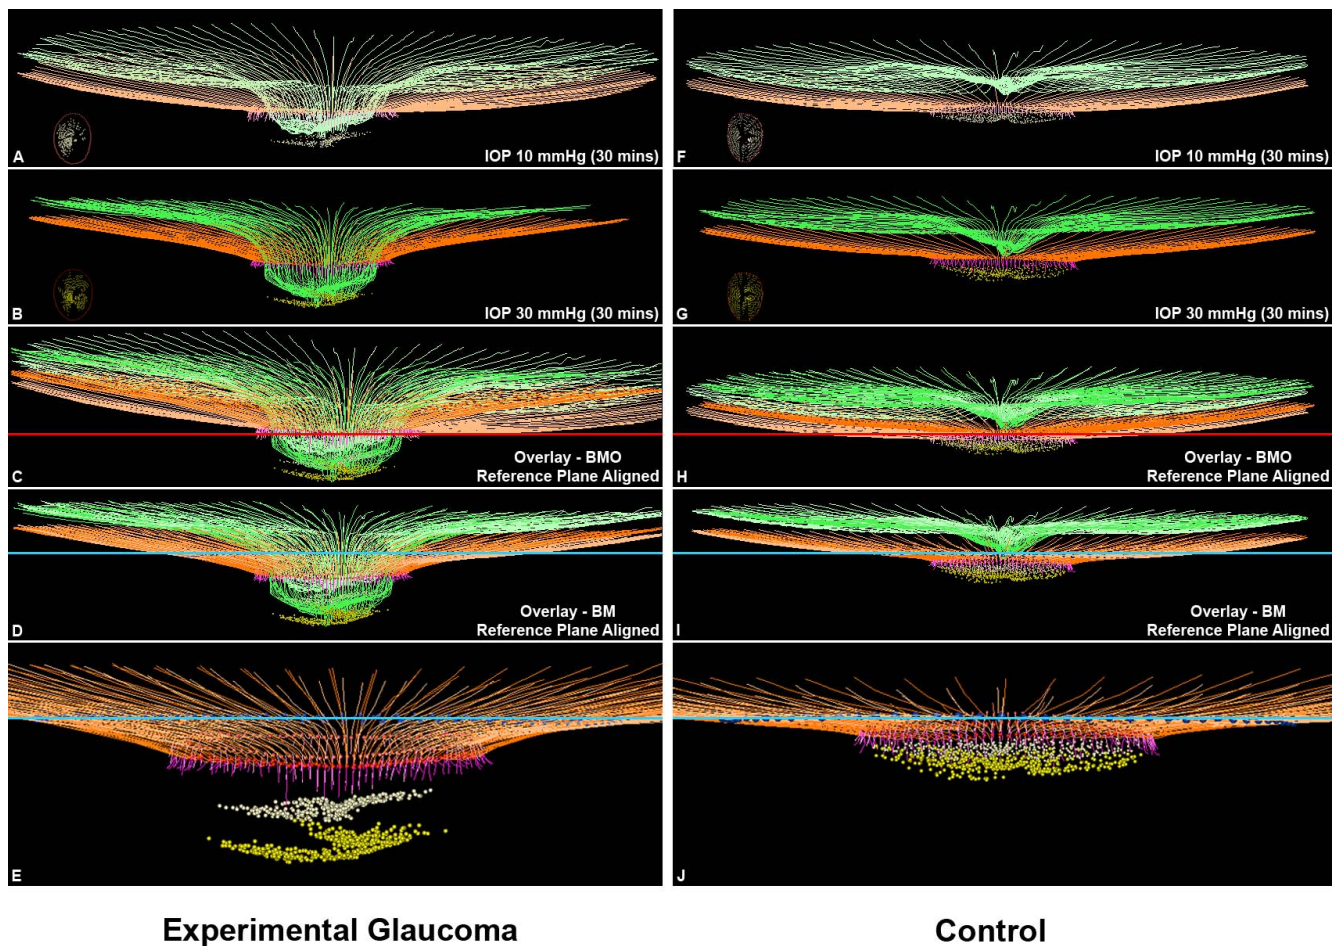 A
IOP 10 mmHg (30 mins)
B
IOP 30 mmHg (30 mins)
C
Overlay - BMO
Reference Plane Aligned
D
Overlay - BM
Reference Plane Aligned
E
Experimental Glaucoma
F
IOP 10 mmHg (30 mins)
G
IOP 30 mmHg (30 mins)
H
Overlay - BMO
Reference Plane Aligned
I
Overlay - BM
Reference Plane Aligned
J
Control